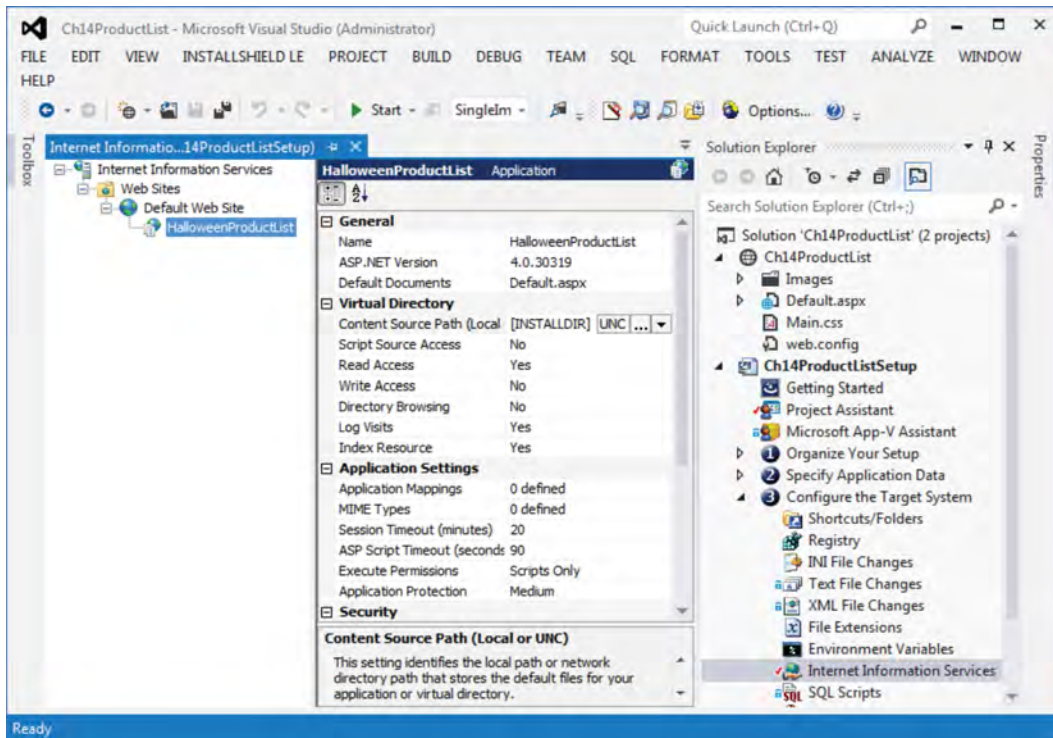 Ch14ProductList - Microsoft Visual Studio (Administrator)
Quick Launch (Ctrl+Q)
FILE EDIT VIEW INSTALLSHIELD LE PROJECT BUILD DEBUG TEAM SQL FORMAT TOOLS TEST ANALYZE WINDOW
HELP
Start SingleIm Options...
Toolbox
Internet Informatio...14ProductListSetup)
Internet Information Services
Web Sites
Default Web Site
HalloweenProductList
HalloweenProductList Application
General
Name HalloweenProductList
ASP.NET Version 4.0.30319
Default Documents Default.aspx
Virtual Directory
Content Source Path (Local [INSTALLDIR] UNC ...
Script Source Access No
Read Access Yes
Write Access No
Directory Browsing No
Log Visits Yes
Index Resource Yes
Application Settings
Application Mappings 0 defined
MIME Types 0 defined
Session Timeout (minutes) 20
ASP Script Timeout (seconds 90
Execute Permissions Scripts Only
Application Protection Medium
Security
Content Source Path (Local or UNC)
This setting identifies the local path or network
directory path that stores the default files for your
application or virtual directory.
Solution Explorer
Search Solution Explorer (Ctrl+;)
Solution 'Ch14ProductList' (2 projects)
Ch14ProductList
Images
Default.aspx
Main.css
web.config
Ch14ProductListSetup
Getting Started
Project Assistant
Microsoft App-V Assistant
1 Organize Your Setup
2 Specify Application Data
3 Configure the Target System
Shortcuts/Folders
Registry
INI File Changes
Text File Changes
XML File Changes
File Extensions
Environment Variables
Internet Information Services
SQL SQL Scripts
Properties
Ready